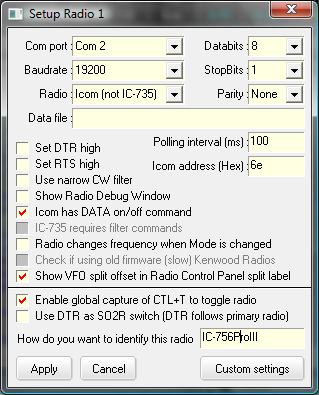 Setup Radio 1
Com port : Com 2 Databits : 8
Baudrate : 19200 StopBits : 1
Radio : Icom (not IC-735) Parity : None
Data file :
Set DTR high Polling interval (ms) : 100
Set RTS high Icom address (Hex) : 6e
Use narrow CW filter
Show Radio Debug Window
Icom has DATA on/off command
IC-735 requires filter commands
Radio changes frequency when Mode is changed
Check if using old firmware (slow) Kenwood Radios
Show VFO split offset in Radio Control Panel split label
Enable global capture of CTL+T to toggle radio
Use DTR as SO2R switch (DTR follows primary radio)
How do you want to identify this radio IC-756ProIII
Apply Cancel Custom settings